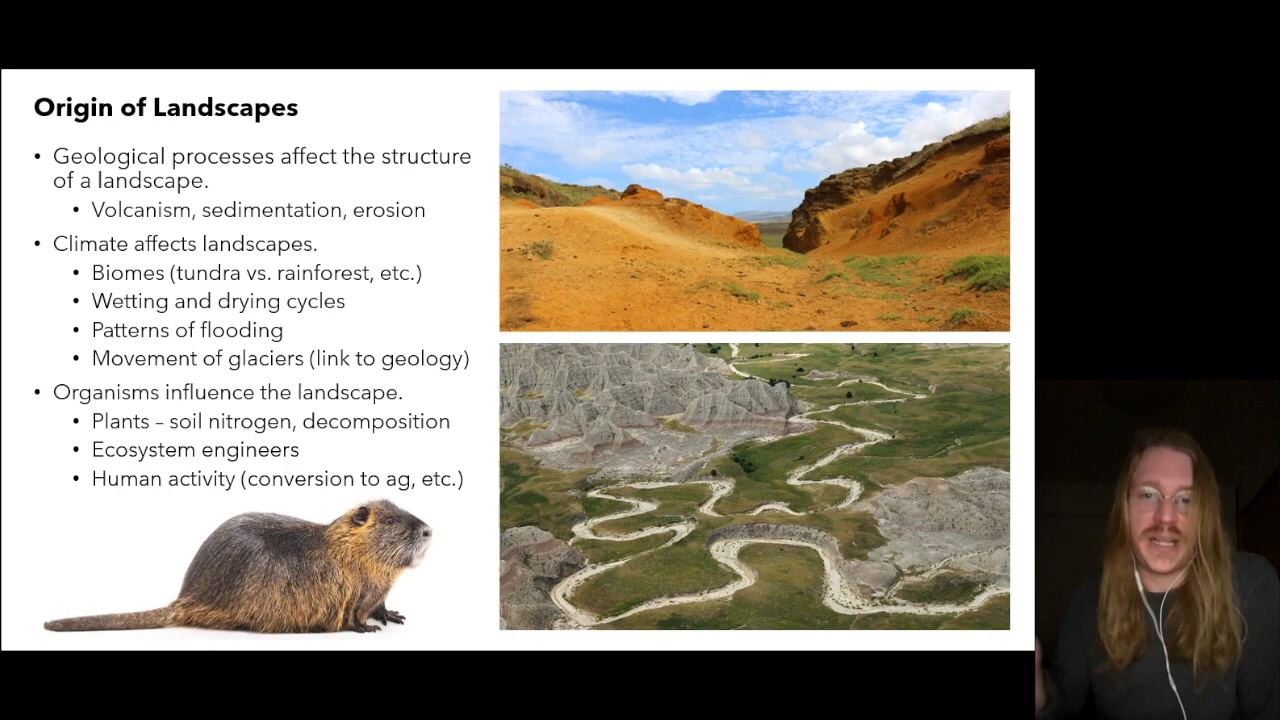 Origin of Landscapes
• Geological processes affect the structure
of a landscape.
• Volcanism, sedimentation, erosion
• Climate affects landscapes.
• Biomes (tundra vs. rainforest, etc.)
• Wetting and drying cycles
• Patterns of flooding
• Movement of glaciers (link to geology)
• Organisms influence the landscape.
• Plants – soil nitrogen, decomposition
• Ecosystem engineers
• Human activity (conversion to ag, etc.)